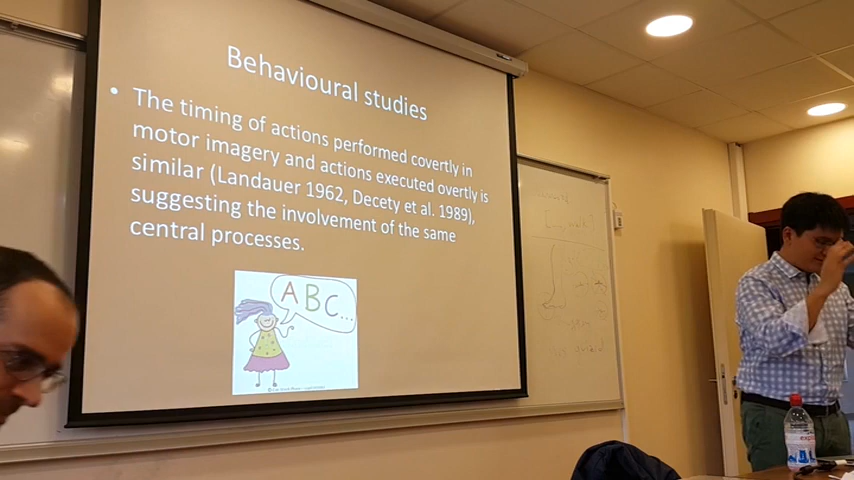 Behavioural studies
• The timing of actions performed covertly in
motor imagery and actions executed overtly is
similar (Landauer 1962, Decety et al. 1989),
suggesting the involvement of the same
central processes.
ABC...